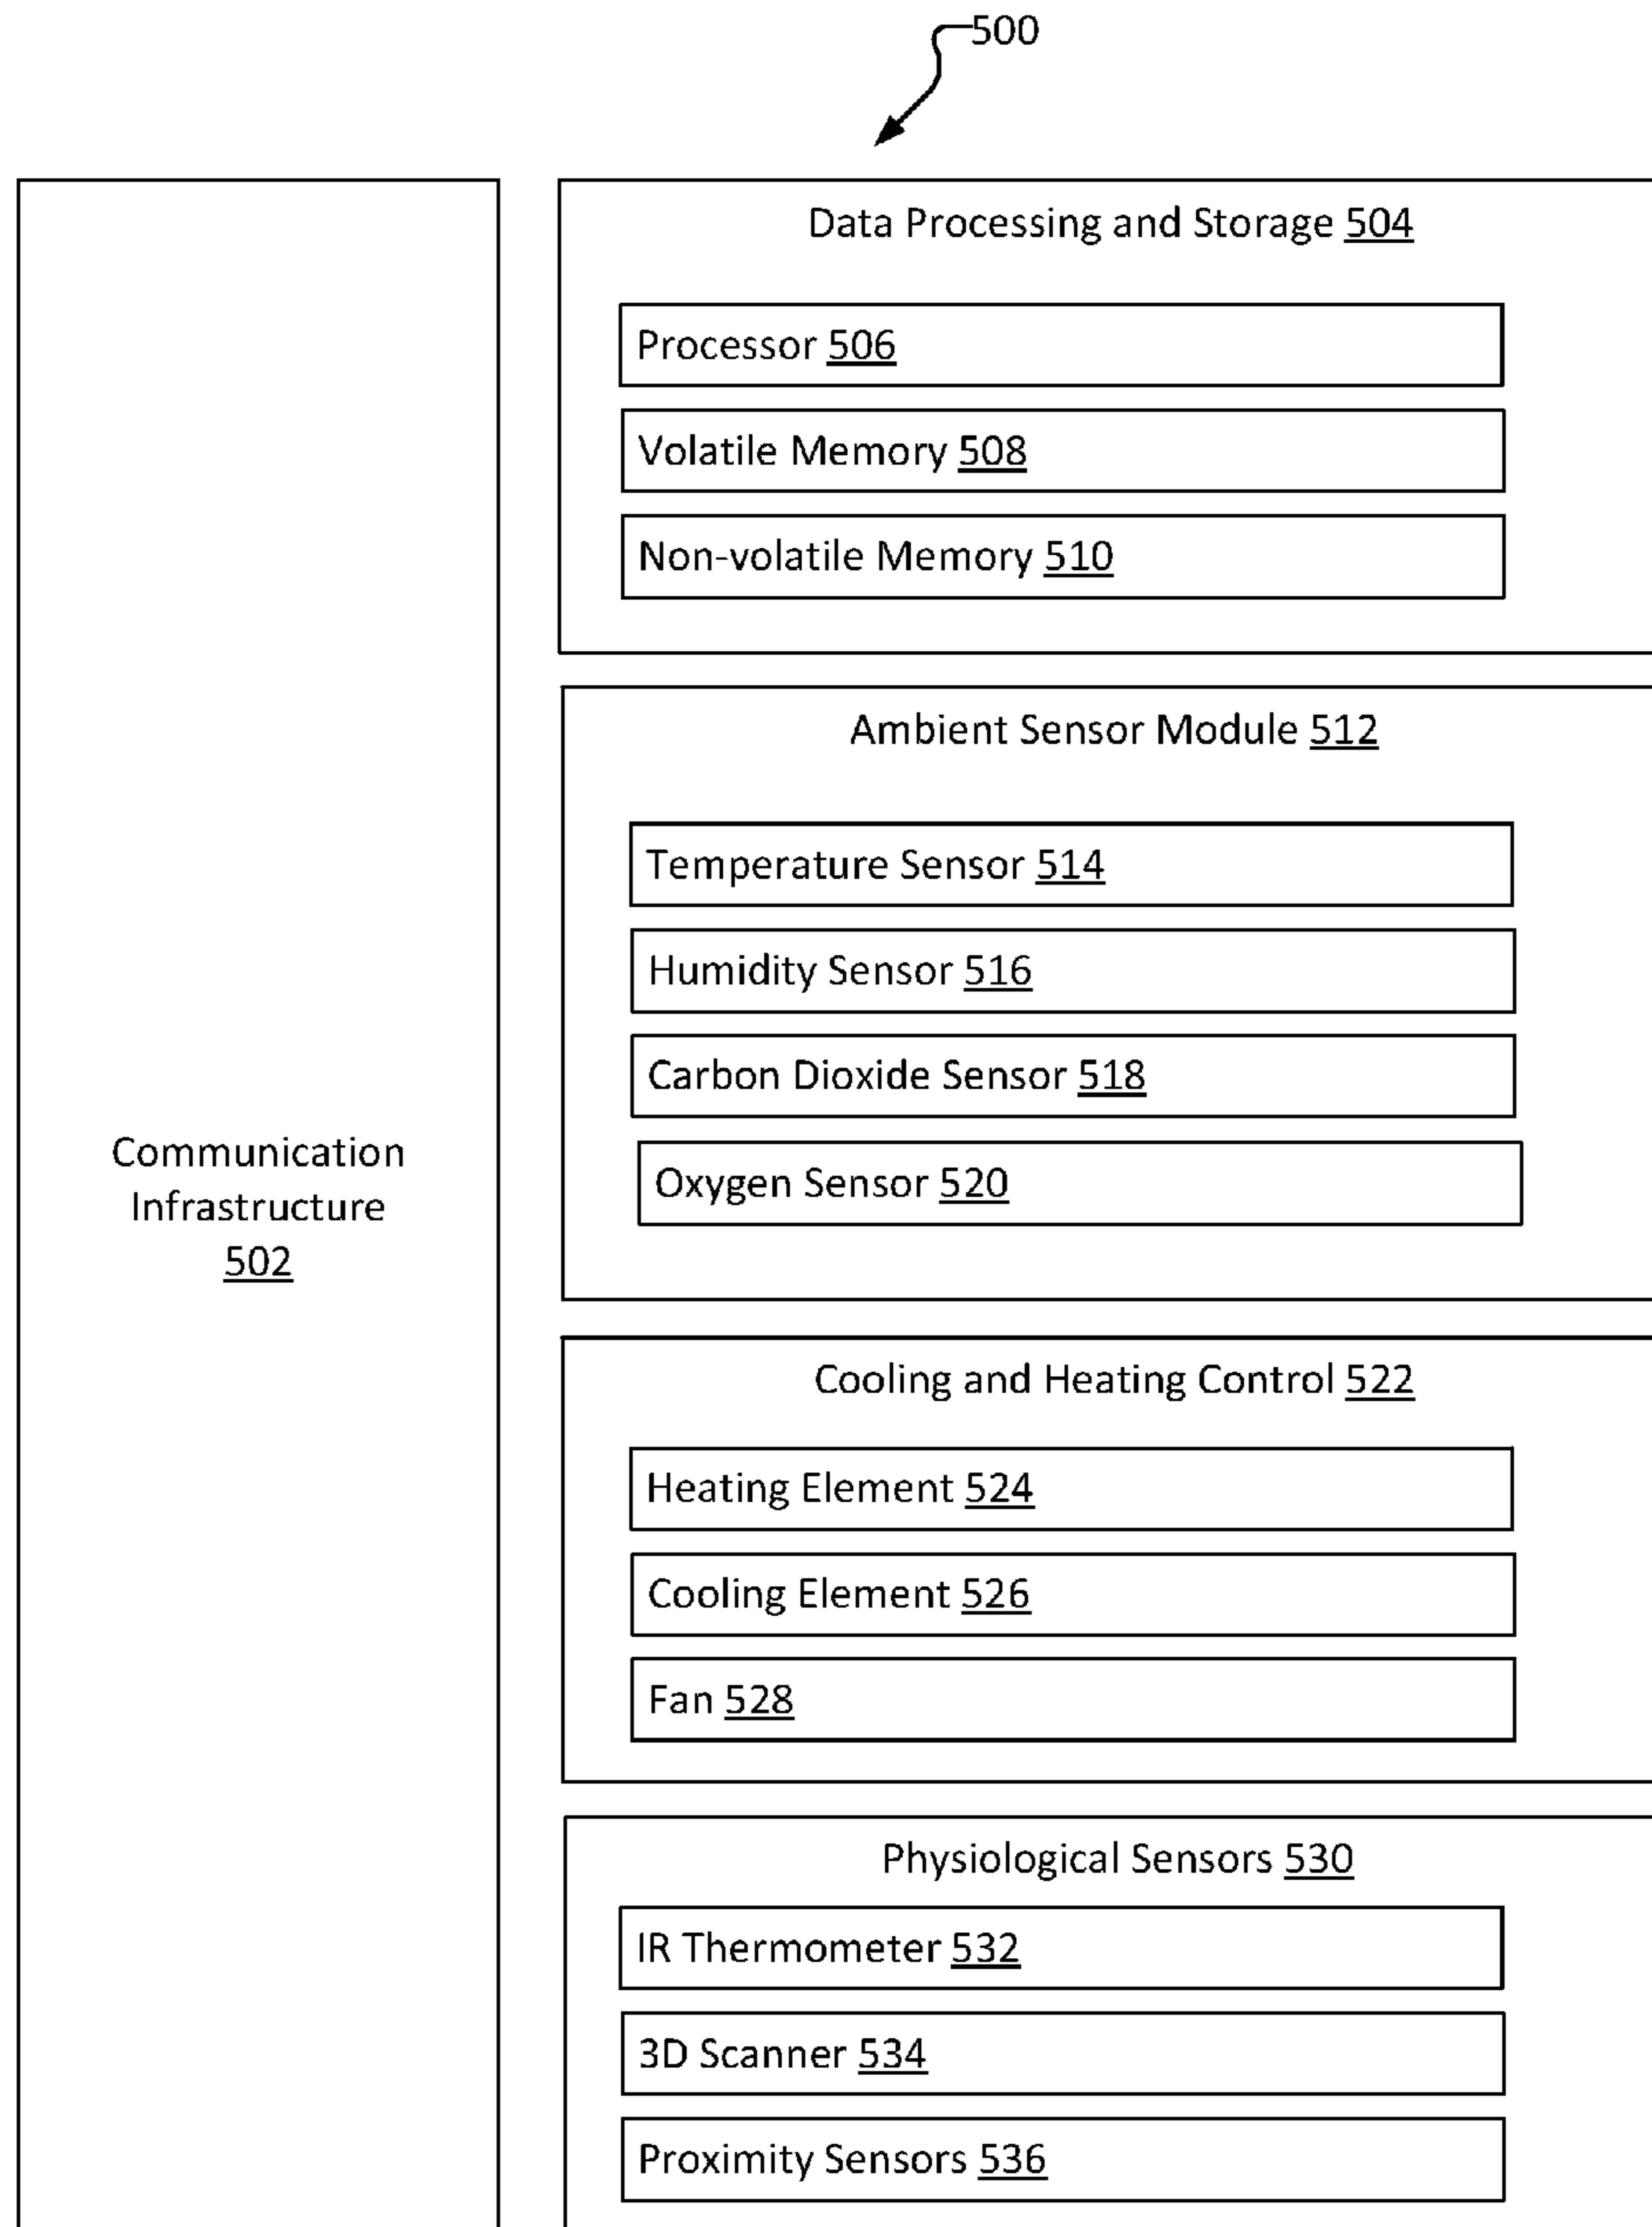 500
Data Processing and Storage 504
Processor 506
Volatile Memory 508
Non-volatile Memory 510
Ambient Sensor Module 512
Temperature Sensor 514
Humidity Sensor 516
Carbon Dioxide Sensor 518
Oxygen Sensor 520
Communication
Infrastructure
502
Cooling and Heating Control 522
Heating Element 524
Cooling Element 526
Fan 528
Physiological Sensors 530
IR Thermometer 532
3D Scanner 534
Proximity Sensors 536